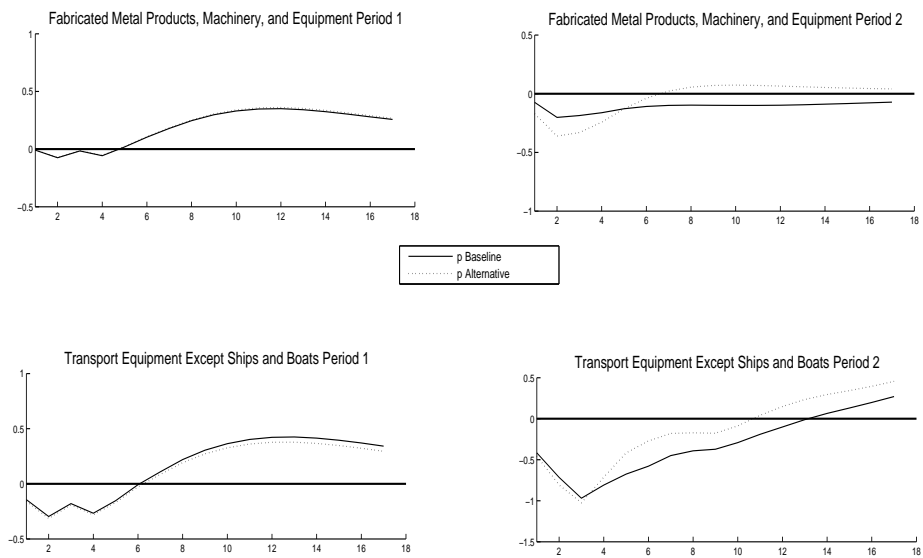 Fabricated Metal Products, Machinery, and Equipment Period 1
1
0.5
0
−0.5
2 4 6 8 10 12 14 16 18
Fabricated Metal Products, Machinery, and Equipment Period 2
0.5
0
−0.5
−1
2 4 6 8 10 12 14 16 18
p Baseline
p Alternative
Transport Equipment Except Ships and Boats Period 1
1
0.5
0
−0.5
2 4 6 8 10 12 14 16 18
Transport Equipment Except Ships and Boats Period 2
0.5
0
−0.5
−1
−1.5
2 4 6 8 10 12 14 16 18